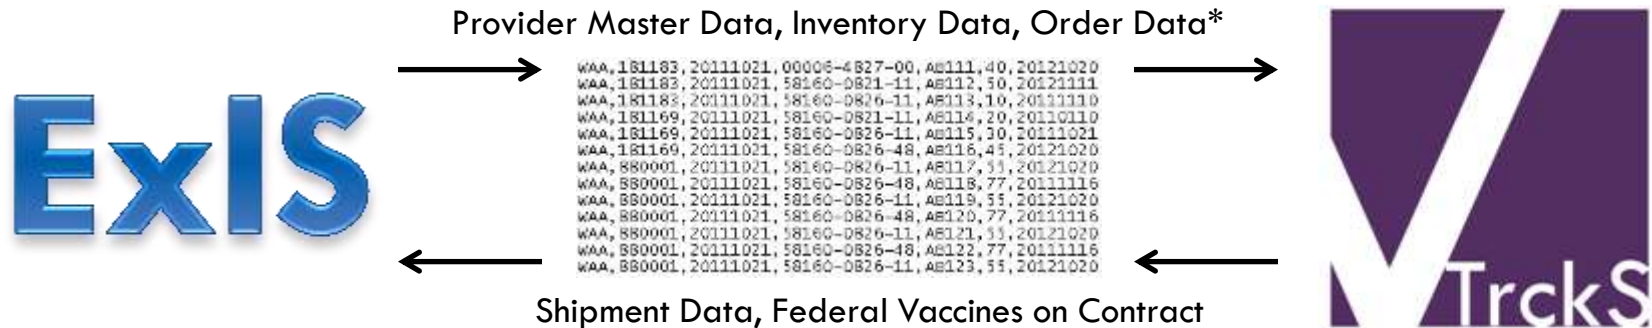 Provider Master Data, Inventory Data, Order Data*
ExIS
WAA,1B1183,20111021,00006-4827-00,AB111,40,20121020
WAA,1B1183,20111021,58160-0821-11,AB112,50,20121111
WAA,1B1183,20111021,58160-0826-11,AB113,10,20111110
WAA,1B1169,20111021,58160-0821-11,AB114,20,20110110
WAA,1B1169,20111021,58160-0826-11,AB115,30,20111021
WAA,1B1169,20111021,58160-0826-48,AB116,45,20121020
WAA,BB0001,20111021,58160-0826-11,AB117,55,20121020
WAA,BB0001,20111021,58160-0826-48,AB118,77,20111116
WAA,BB0001,20111021,58160-0826-11,AB119,55,20121020
WAA,BB0001,20111021,58160-0826-48,AB120,77,20111116
WAA,BB0001,20111021,58160-0826-11,AB121,55,20121020
WAA,BB0001,20111021,58160-0826-48,AB122,77,20111116
WAA,BB0001,20111021,58160-0826-11,AB123,55,20121020
VTrckS
Shipment Data, Federal Vaccines on Contract